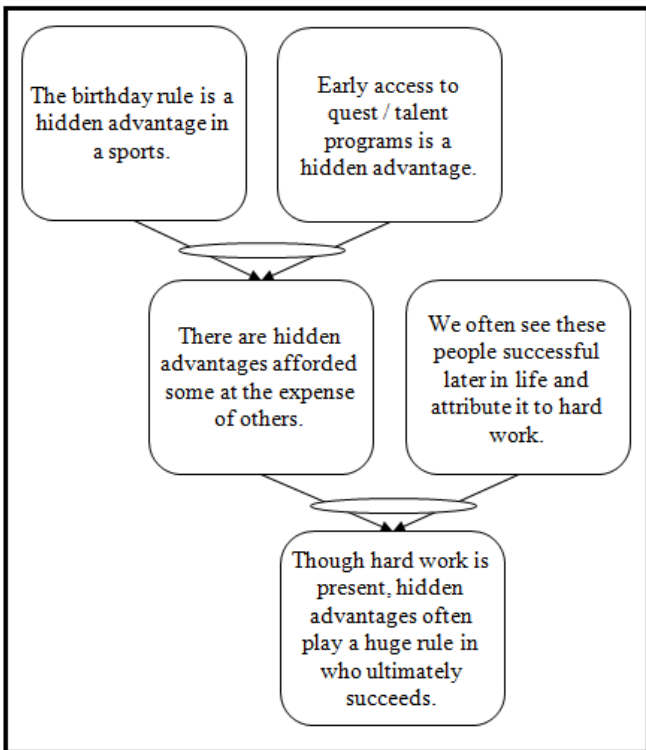 The birthday rule is a
hidden advantage in
a sports.
Early access to
quest / talent
programs is a
hidden advantage.
There are hidden
advantages afforded
some at the expense
of others.
We often see these
people successful
later in life and
attribute it to hard
work.
Though hard work is
present, hidden
advantages often
play a huge rule in
who ultimately
succeeds.